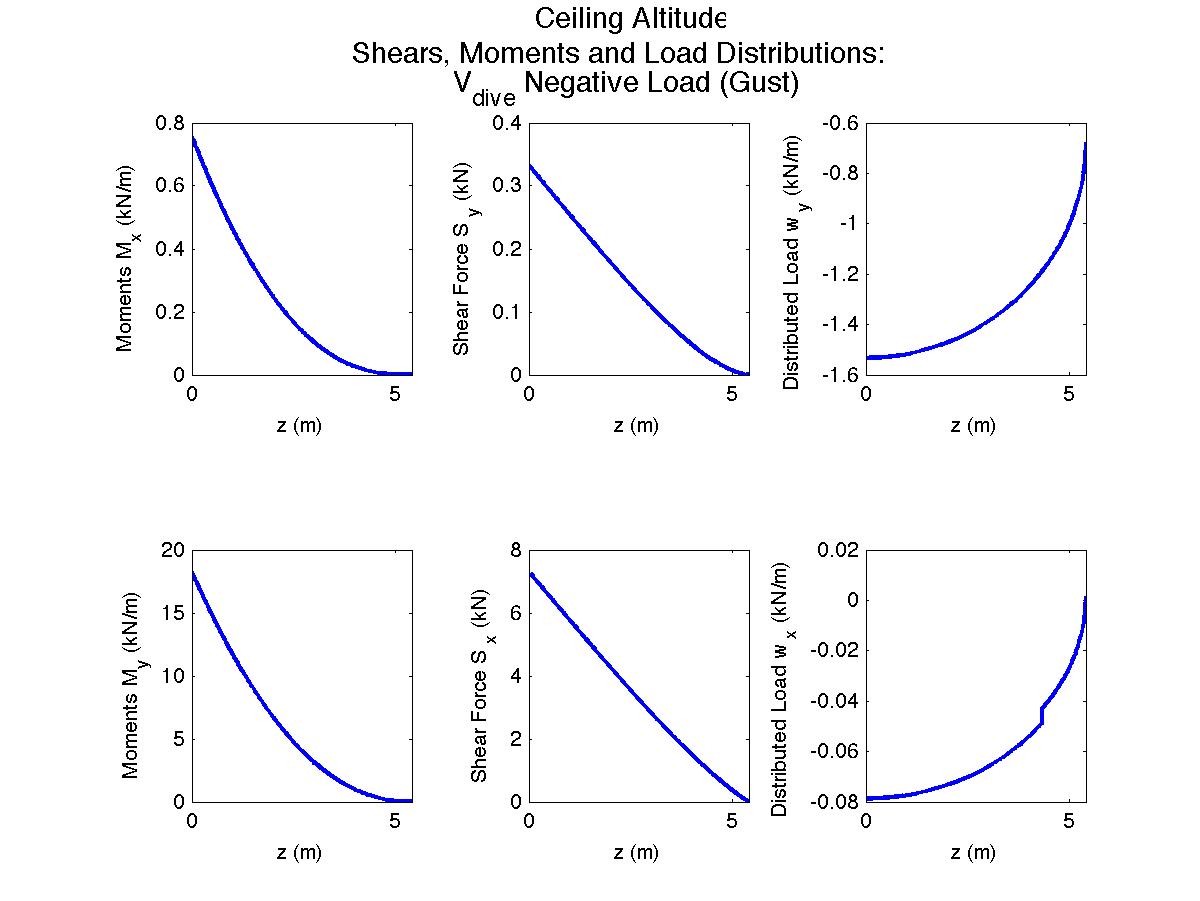 Ceiling Altitude
Shears, Moments and Load Distributions:
Vdive Negative Load (Gust)
Moments Mx (kN/m)
0.8
0.6
0.4
0.2
0
0
5
z (m)
Shear Force Sy (kN)
0.4
0.3
0.2
0.1
0
0
5
z (m)
Distributed Load wy (kN/m)
-0.6
-0.8
-1
-1.2
-1.4
-1.6
0
5
z (m)
Moments My (kN/m)
20
15
10
5
0
0
5
z (m)
Shear Force Sx (kN)
8
6
4
2
0
0
5
z (m)
Distributed Load wx (kN/m)
0.02
0
-0.02
-0.04
-0.06
-0.08
0
5
z (m)